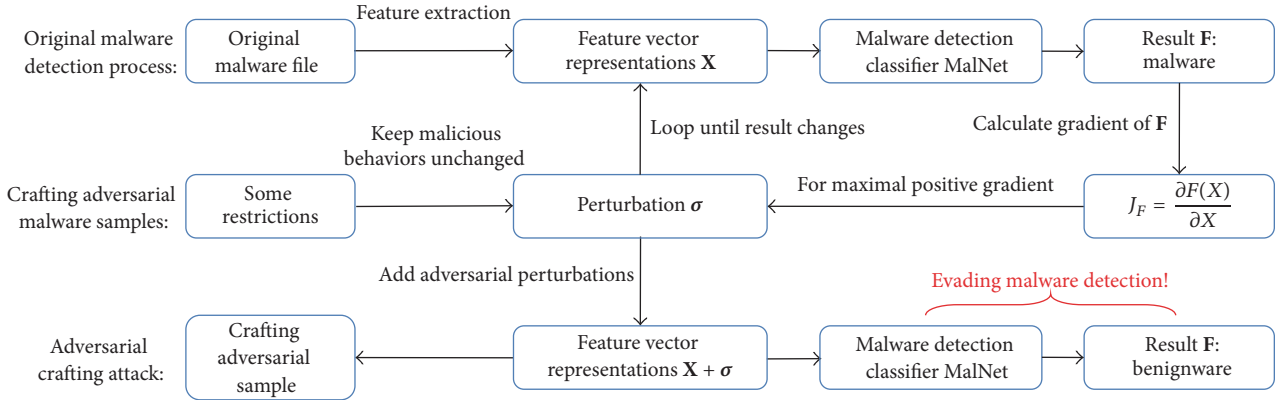 Original malware
detection process:
Original
malware file
Feature extraction
Feature vector
representations X
Malware detection
classifier MalNet
Result F:
malware
Keep malicious
behaviors unchanged
Loop until result changes
Calculate gradient of F
Crafting adversarial
malware samples:
Some
restrictions
Perturbation σ
For maximal positive gradient
J_F = ∂F(X)/∂X
Add adversarial perturbations
Evading malware detection!
Adversarial
crafting attack:
Crafting
adversarial
sample
Feature vector
representations X + σ
Malware detection
classifier MalNet
Result F:
benignware